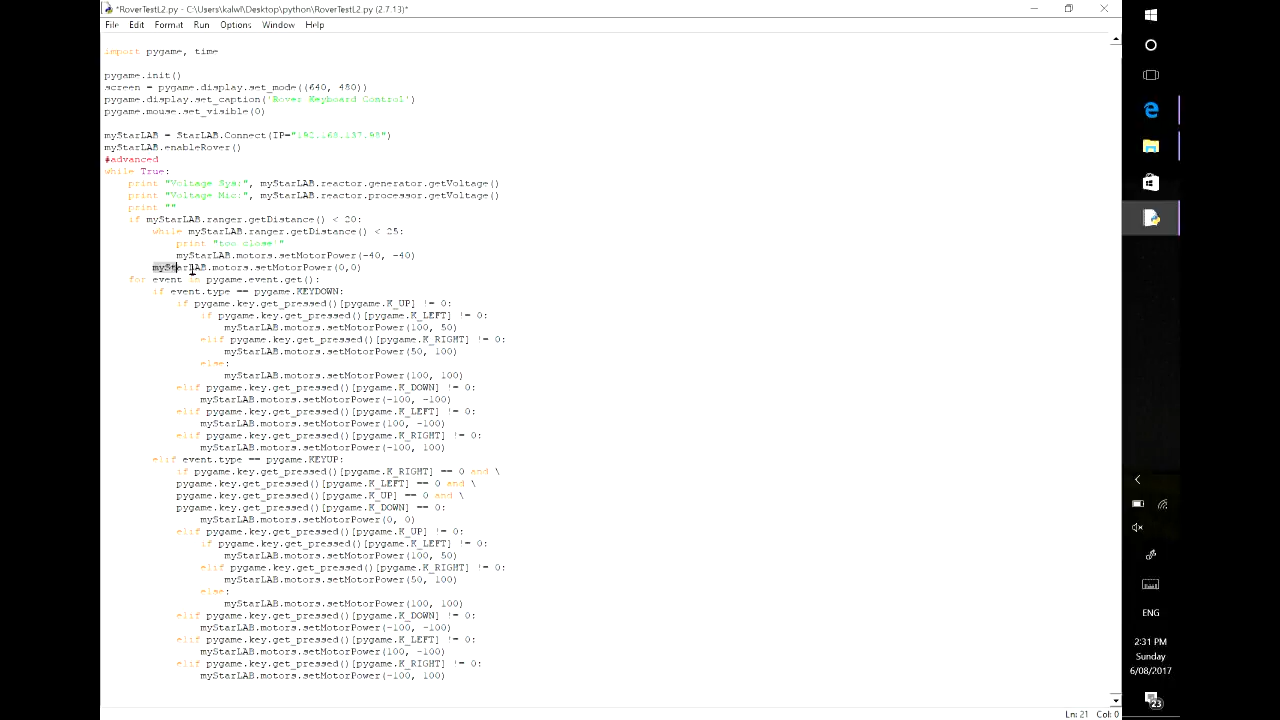 *RoverTestL2.py - C:\Users\kalwl\Desktop\python\RoverTestL2.py (2.7.13)*
File Edit Format Run Options Window Help
import pygame, time
pygame.init()
screen = pygame.display.set_mode((640, 480))
pygame.display.set_caption('Rover Keyboard Control')
pygame.mouse.set_visible(0)
myStarLAB = StarLAB.Connect(IP="192.168.137.98")
myStarLAB.enableRover()
#advanced
while True:
    print "Voltage Sys:", myStarLAB.reactor.generator.getVoltage()
    print "Voltage Mic:", myStarLAB.reactor.processor.getVoltage()
    print ""
    if myStarLAB.ranger.getDistance() < 20:
        while myStarLAB.ranger.getDistance() < 25:
            print "too close!"
            myStarLAB.motors.setMotorPower(-40, -40)
        myStarLAB.motors.setMotorPower(0,0)
    for event in pygame.event.get():
        if event.type == pygame.KEYDOWN:
            if pygame.key.get_pressed()[pygame.K_UP] != 0:
                if pygame.key.get_pressed()[pygame.K_LEFT] != 0:
                    myStarLAB.motors.setMotorPower(100, 50)
                elif pygame.key.get_pressed()[pygame.K_RIGHT] != 0:
                    myStarLAB.motors.setMotorPower(50, 100)
                else:
                    myStarLAB.motors.setMotorPower(100, 100)
            elif pygame.key.get_pressed()[pygame.K_DOWN] != 0:
                myStarLAB.motors.setMotorPower(-100, -100)
            elif pygame.key.get_pressed()[pygame.K_LEFT] != 0:
                myStarLAB.motors.setMotorPower(100, -100)
            elif pygame.key.get_pressed()[pygame.K_RIGHT] != 0:
                myStarLAB.motors.setMotorPower(-100, 100)
        elif event.type == pygame.KEYUP:
            if pygame.key.get_pressed()[pygame.K_RIGHT] == 0 and \
            pygame.key.get_pressed()[pygame.K_LEFT] == 0 and \
            pygame.key.get_pressed()[pygame.K_UP] == 0 and \
            pygame.key.get_pressed()[pygame.K_DOWN] == 0:
                myStarLAB.motors.setMotorPower(0, 0)
            elif pygame.key.get_pressed()[pygame.K_UP] != 0:
                if pygame.key.get_pressed()[pygame.K_LEFT] != 0:
                    myStarLAB.motors.setMotorPower(100, 50)
                elif pygame.key.get_pressed()[pygame.K_RIGHT] != 0:
                    myStarLAB.motors.setMotorPower(50, 100)
                else:
                    myStarLAB.motors.setMotorPower(100, 100)
            elif pygame.key.get_pressed()[pygame.K_DOWN] != 0:
                myStarLAB.motors.setMotorPower(-100, -100)
            elif pygame.key.get_pressed()[pygame.K_LEFT] != 0:
                myStarLAB.motors.setMotorPower(100, -100)
            elif pygame.key.get_pressed()[pygame.K_RIGHT] != 0:
                myStarLAB.motors.setMotorPower(-100, 100)
Ln: 21 Col: 0
ENG
2:31 PM
Sunday
6/08/2017
23